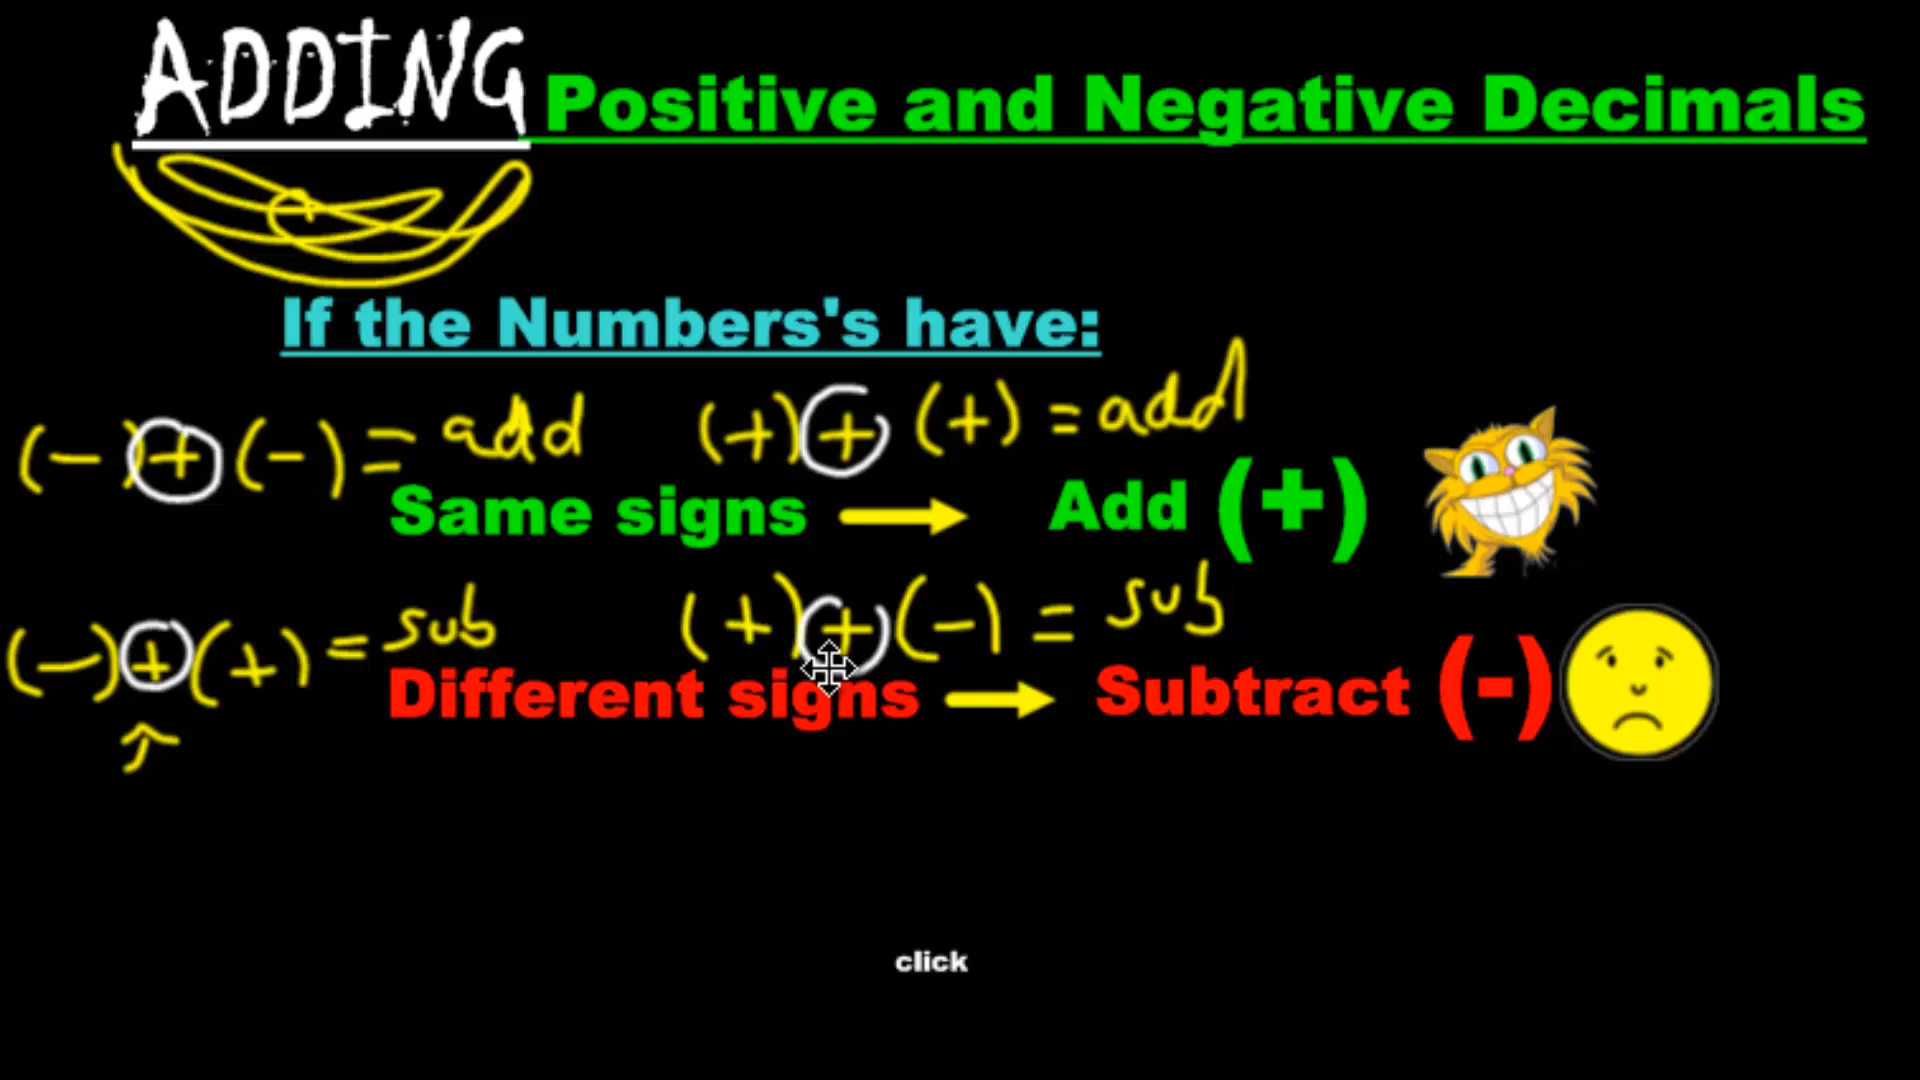 ADDING Positive and Negative Decimals
If the Numbers's have:
(-) + (-) = add (+) + (+) = add
Same signs Add (+)
(-) + (+) = sub (+) + (-) = sub
Different signs Subtract (-)
click